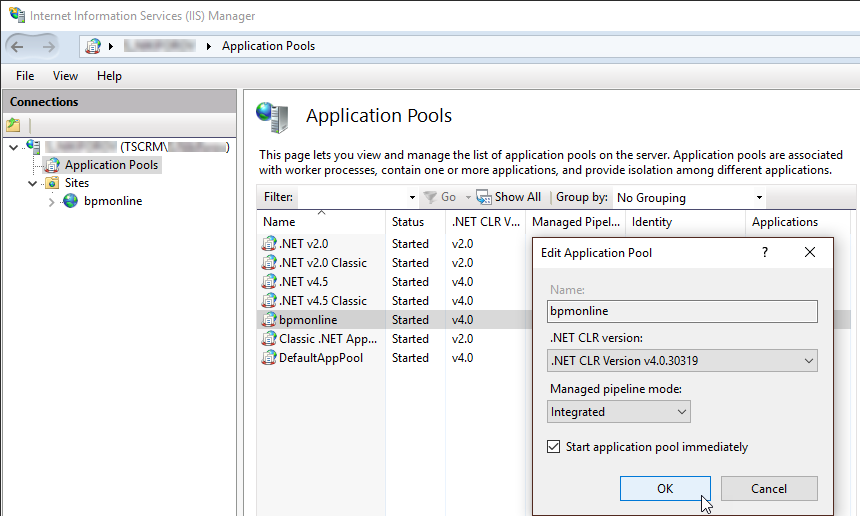 Internet Information Services (IIS) Manager
Application Pools
File View Help
Connections
(TSCRM\ )
Application Pools
Sites
bpmonline
Application Pools
This page lets you view and manage the list of application pools on the server. Application pools are associated
with worker processes, contain one or more applications, and provide isolation among different applications.
Filter: Go Show All Group by: No Grouping
Name Status .NET CLR V... Managed Pipel... Identity Applications
.NET v2.0 Started v2.0
.NET v2.0 Classic Started v2.0
.NET v4.5 Started v4.0
.NET v4.5 Classic Started v4.0
bpmonline Started v4.0
Classic .NET App... Started v2.0
DefaultAppPool Started v4.0
Edit Application Pool ?
Name:
bpmonline
.NET CLR version:
.NET CLR Version v4.0.30319
Managed pipeline mode:
Integrated
Start application pool immediately
OK Cancel